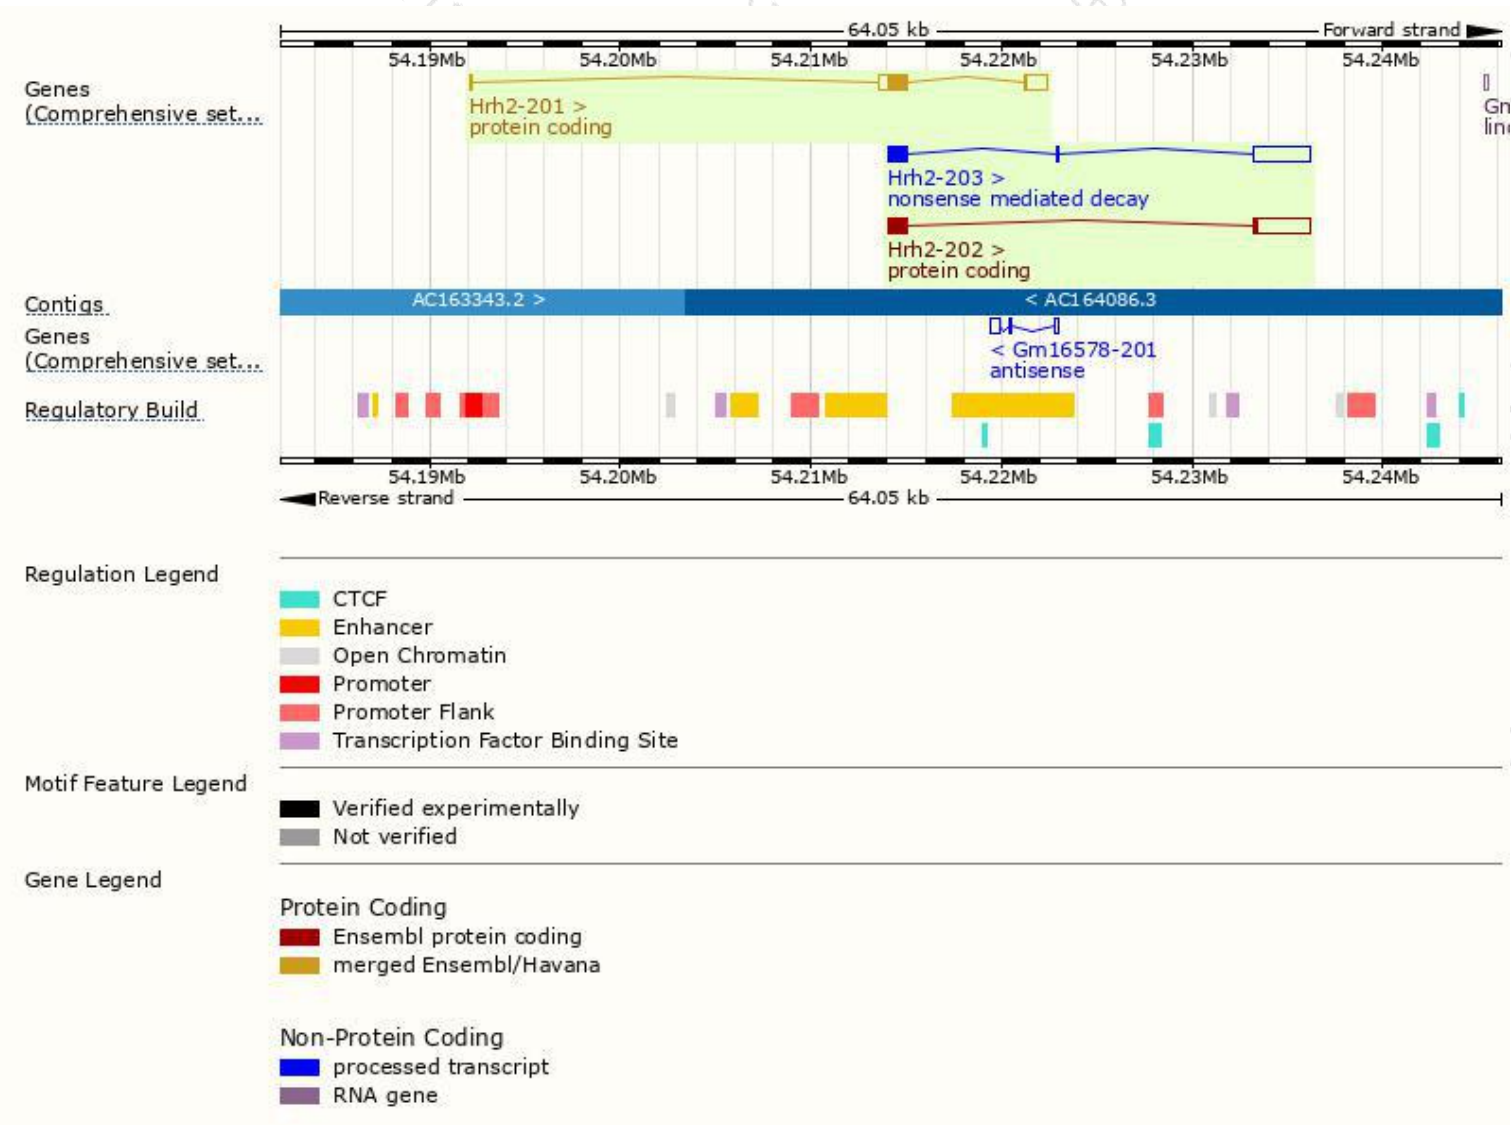 64.05 kb Forward strand
54.19Mb 54.20Mb 54.21Mb 54.22Mb 54.23Mb 54.24Mb
Genes
(Comprehensive set...
Hrh2-201 >
protein coding
Gm
linc
Hrh2-203 >
nonsense mediated decay
Hrh2-202 >
protein coding
Contigs
AC163343.2 > < AC164086.3
Genes
(Comprehensive set...
< Gm16578-201
antisense
Regulatory Build
54.19Mb 54.20Mb 54.21Mb 54.22Mb 54.23Mb 54.24Mb
Reverse strand 64.05 kb
Regulation Legend
CTCF
Enhancer
Open Chromatin
Promoter
Promoter Flank
Transcription Factor Binding Site
Motif Feature Legend
Verified experimentally
Not verified
Gene Legend
Protein Coding
Ensembl protein coding
merged Ensembl/Havana
Non-Protein Coding
processed transcript
RNA gene